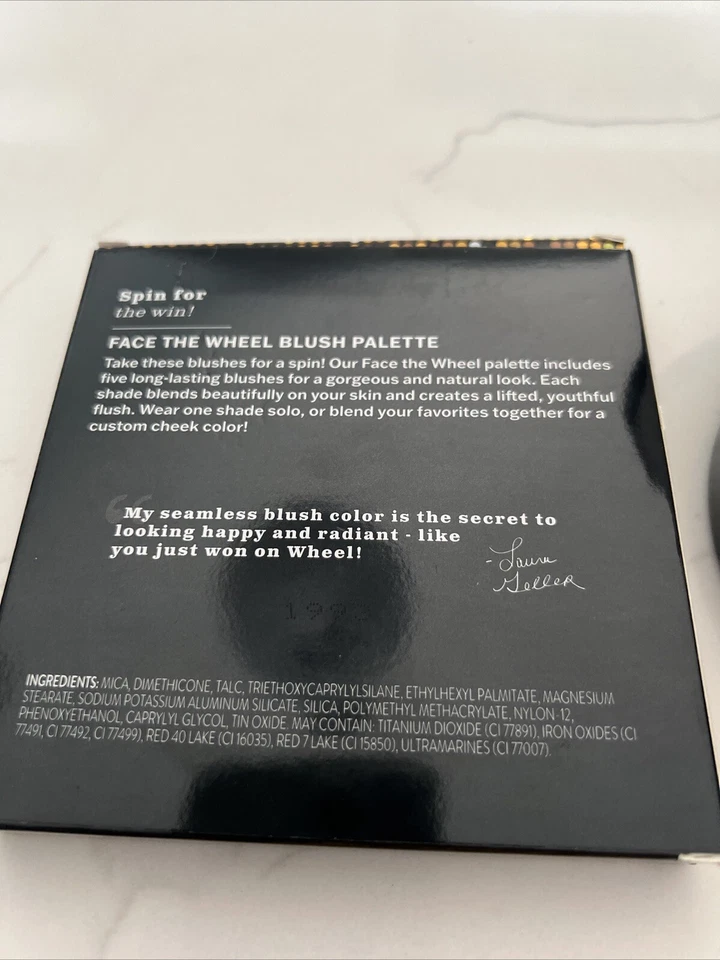 Spin for
the win!
FACE THE WHEEL BLUSH PALETTE
Take these blushes for a spin! Our Face the Wheel palette includes
five long-lasting blushes for a gorgeous and natural look. Each
shade blends beautifully on your skin and creates a lifted, youthful
flush. Wear one shade solo, or blend your favorites together for a
custom cheek color!
“My seamless blush color is the secret to
looking happy and radiant - like
you just won on Wheel!
- Laura
Geller
INGREDIENTS: MICA, DIMETHICONE, TALC, TRIETHOXYCAPRYLYLSILANE, ETHYLHEXYL PALMITATE, MAGNESIUM
STEARATE, SODIUM POTASSIUM ALUMINUM SILICATE, SILICA, POLYMETHYL METHACRYLATE, NYLON-12,
PHENOXYETHANOL, CAPRYLYL GLYCOL, TIN OXIDE. MAY CONTAIN: TITANIUM DIOXIDE (CI 77891), IRON OXIDES (CI
77491, CI 77492, CI 77499), RED 40 LAKE (CI 16035), RED 7 LAKE (CI 15850), ULTRAMARINES (CI 77007).